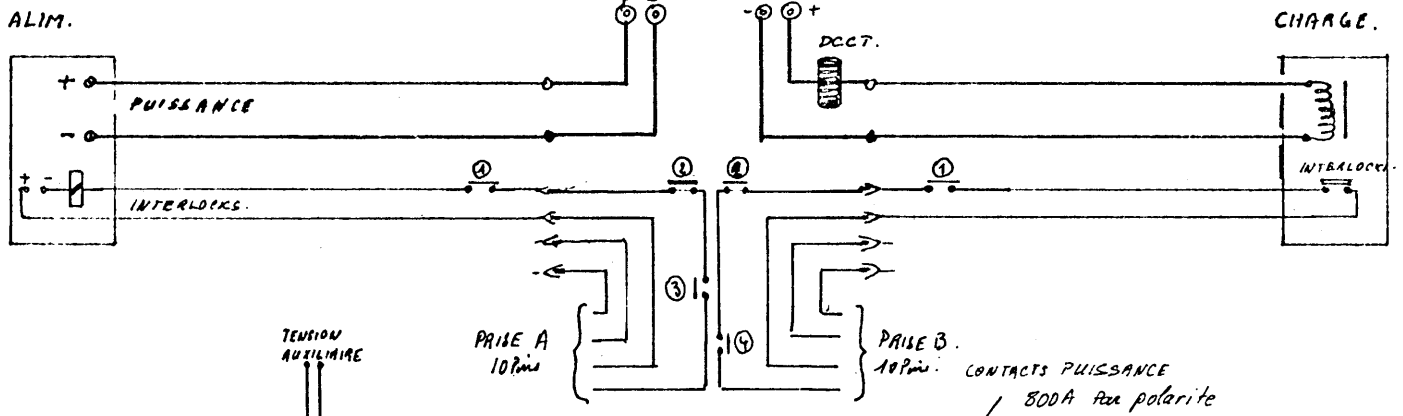 ALIM.
CHARGE.
- +
DCCT.
+
PUISSANCE
-
+ -
1
2
2
1
INTERLOCKS.
INTERLOCKS.
3
4
TENSION
AUXILIAIRE
PRISE A
10 Pins
PRISE B.
10 Pins.
CONTACTS PUISSANCE
800A Par polarite